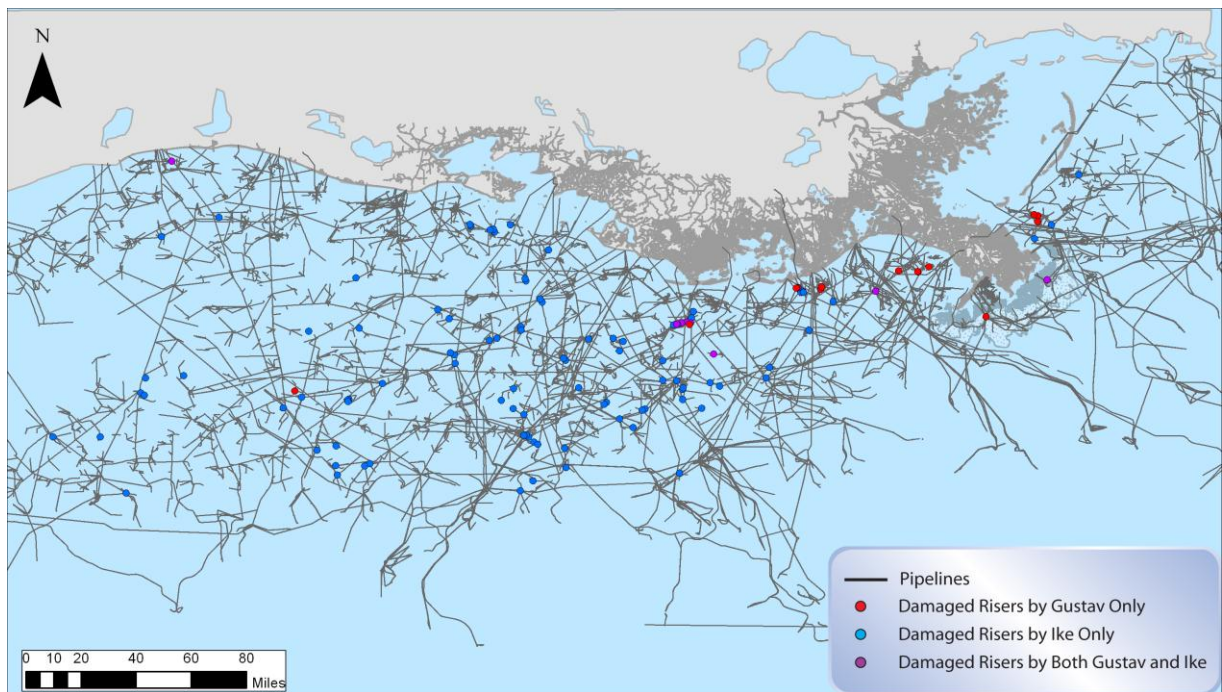 N
Pipelines
Damaged Risers by Gustav Only
Damaged Risers by Ike Only
Damaged Risers by Both Gustav and Ike
0 10 20 40 60 80
Miles